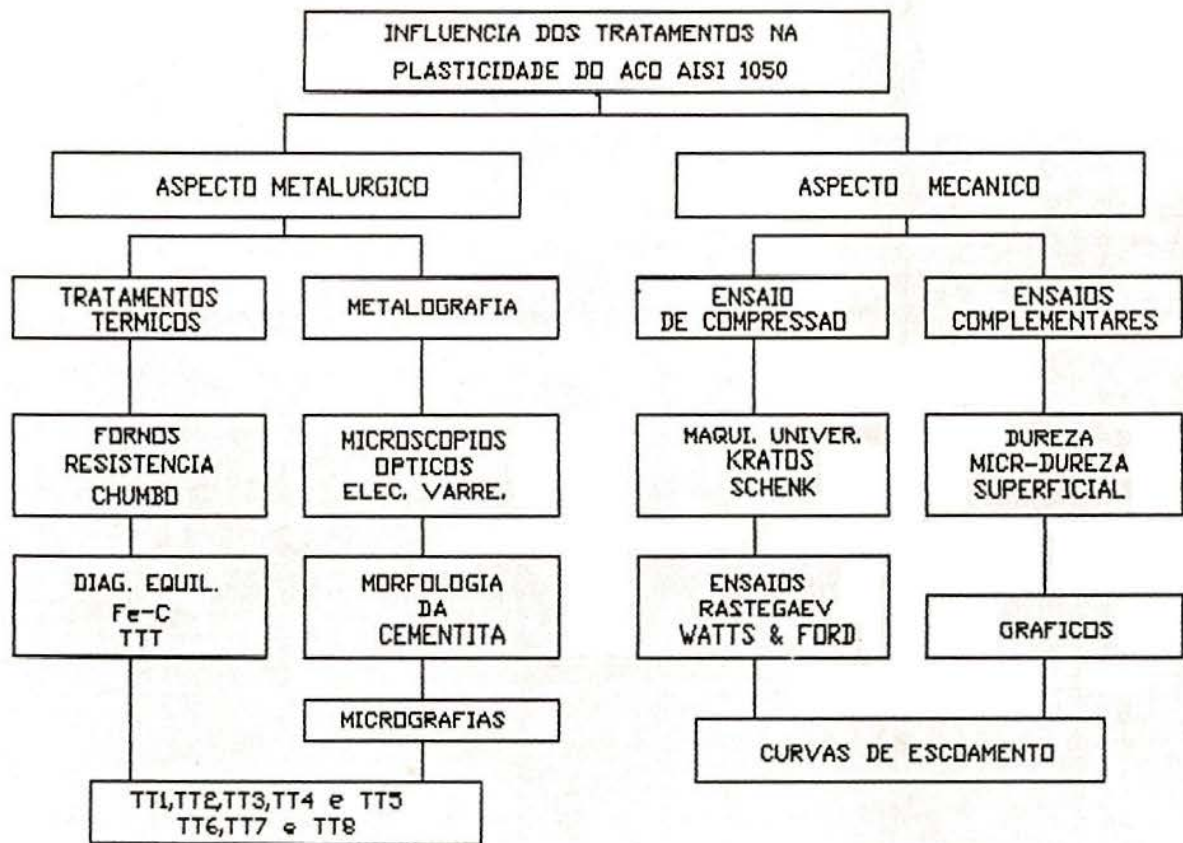 INFLUENCIA DOS TRATAMENTOS NA
PLASTICIDADE DO ACO AISI 1050
ASPECTO METALURGICO
ASPECTO MECANICO
TRATAMENTOS
TERMICOS
METALOGRAFIA
ENSAIO
DE COMPRESSAO
ENSAIOS
COMPLEMENTARES
FORNOS
RESISTENCIA
CHUMBO
MICROSCOPIOS
OPTICOS
ELEC. VARRE.
MAQUI. UNIVER.
KRATOS
SCHENK
DUREZA
MICR-DUREZA
SUPERFICIAL
DIAG. EQUIL.
Fe-C
TTT
MORFOLOGIA
DA
CEMENTITA
ENSAIOS
RASTEGAEV
WATTS & FORD
GRAFICOS
MICROGRAFIAS
CURVAS DE ESCOAMENTO
TT1,TT2,TT3,TT4 e TT5
TT6,TT7 e TT8